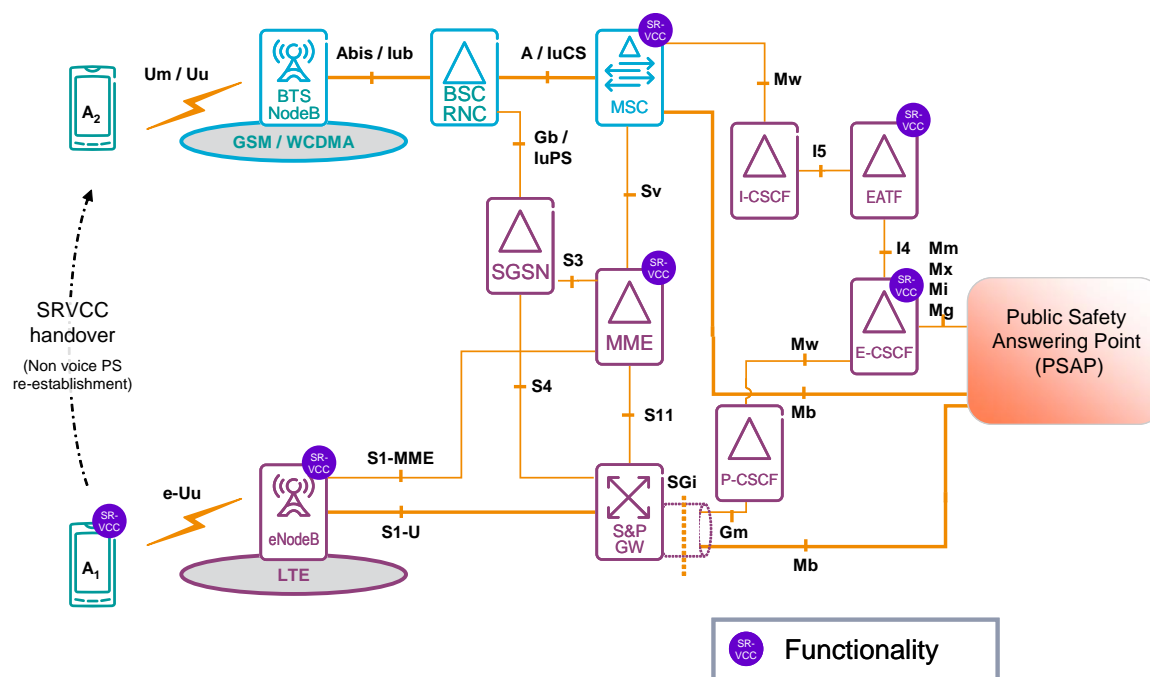 SR-
VCC
Abis / Iub
A / IuCS
Um / Uu
Mw
A2
BTS
NodeB
BSC
RNC
MSC
SR-
VCC
GSM / WCDMA
Gb /
IuPS
I5
I-CSCF
EATF
Sv
SGSN
S3
SR-
VCC
I4
Mm
Mx
Mi
Mg
SR-
VCC
SRVCC
handover
(Non voice PS
re-establishment)
MME
Mw
E-CSCF
Public Safety
Answering Point
(PSAP)
S4
S11
Mb
S1-MME
SR-
VCC
P-CSCF
SGi
e-Uu
SR-
VCC
eNodeB
S1-U
S&P
GW
Gm
Mb
A1
LTE
SR-
VCC
Functionality